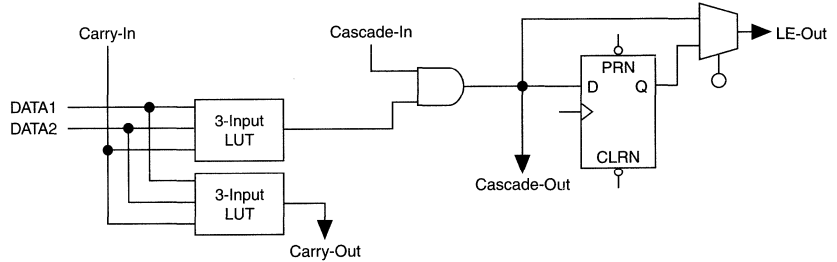 Carry-In
Cascade-In
LE-Out
PRN
DATA1
D Q
3-Input
LUT
DATA2
CLRN
Cascade-Out
3-Input
LUT
Carry-Out